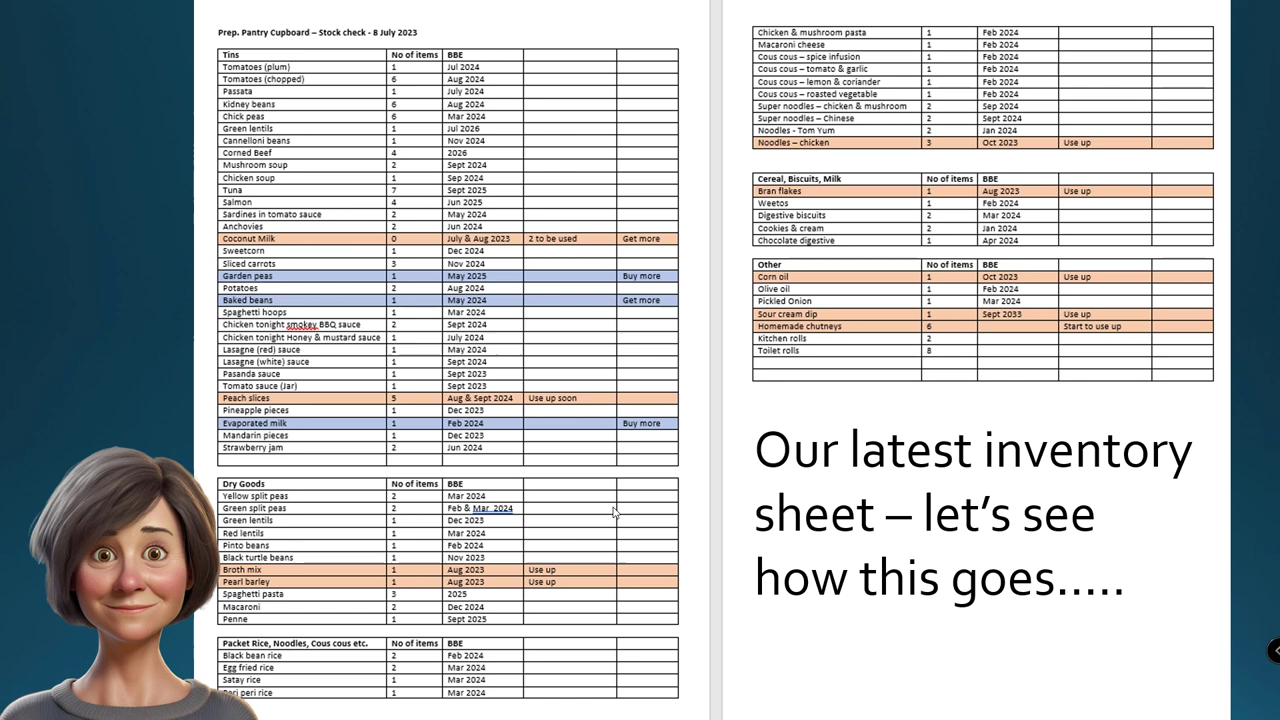 Prep. Pantry Cupboard – Stock check - 8 July 2023
Tins No of items BBE
Tomatoes (plum) 1 Jul 2024
Tomatoes (chopped) 6 Aug 2024
Passata 1 July 2024
Kidney beans 6 Aug 2024
Chick peas 6 Mar 2024
Green lentils 1 Jul 2026
Cannelloni beans 1 Nov 2024
Corned Beef 4 2026
Mushroom soup 2 Sept 2024
Chicken soup 1 Sep 2024
Tuna 7 Sept 2025
Salmon 4 Jun 2025
Sardines in tomato sauce 2 May 2024
Anchovies 2 Jun 2024
Coconut Milk 0 July & Aug 2023 2 to be used Get more
Sweetcorn 1 Dec 2024
Sliced carrots 3 Nov 2024
Garden peas 1 May 2025 Buy more
Potatoes 2 Aug 2024
Baked beans 1 May 2024 Get more
Spaghetti hoops 1 Mar 2024
Chicken tonight smokey BBQ sauce 2 Sept 2024
Chicken tonight Honey & mustard sauce 1 July 2024
Lasagne (red) sauce 1 May 2024
Lasagne (white) sauce 1 Sept 2024
Pasanda sauce 1 Sept 2023
Tomato sauce (Jar) 1 Sept 2023
Peach slices 5 Aug & Sept 2024 Use up soon
Pineapple pieces 1 Dec 2023
Evaporated milk 1 Feb 2024 Buy more
Mandarin pieces 1 Dec 2023
Strawberry jam 2 Jun 2024
Dry Goods No of items BBE
Yellow split peas 2 Mar 2024
Green split peas 2 Feb & Mar 2024
Green lentils 1 Dec 2023
Red lentils 1 Mar 2024
Pinto beans 1 Feb 2024
Black turtle beans 1 Nov 2023
Broth mix 1 Aug 2023 Use up
Pearl barley 1 Aug 2023 Use up
Spaghetti pasta 3 2025
Macaroni 2 Dec 2024
Penne 1 Sept 2025
Packet Rice, Noodles, Cous cous etc. No of items BBE
Black bean rice 2 Feb 2024
Egg fried rice 2 Mar 2024
Satay rice 1 Mar 2024
Peri peri rice 1 Mar 2024
Chicken & mushroom pasta 1 Feb 2024
Macaroni cheese 1 Feb 2024
Cous cous – spice infusion 1 Feb 2024
Cous cous – tomato & garlic 1 Feb 2024
Cous cous – lemon & coriander 1 Feb 2024
Cous cous – roasted vegetable 1 Feb 2024
Super noodles – chicken & mushroom 2 Sep 2024
Super noodles – Chinese 2 Sept 2024
Noodles - Tom Yum 2 Jan 2024
Noodles – chicken 3 Oct 2023 Use up
Cereal, Biscuits, Milk No of items BBE
Bran flakes 1 Aug 2023 Use up
Weetos 1 Feb 2024
Digestive biscuits 2 Mar 2024
Cookies & cream 2 Jan 2024
Chocolate digestive 1 Apr 2024
Other No of items BBE
Corn oil 1 Oct 2023 Use up
Olive oil 1 Feb 2024
Pickled Onion 1 Mar 2024
Sour cream dip 1 Sept 2033 Use up
Homemade chutneys 6 Start to use up
Kitchen rolls 2
Toilet rolls 8
Our latest inventory
sheet – let's see
how this goes.....